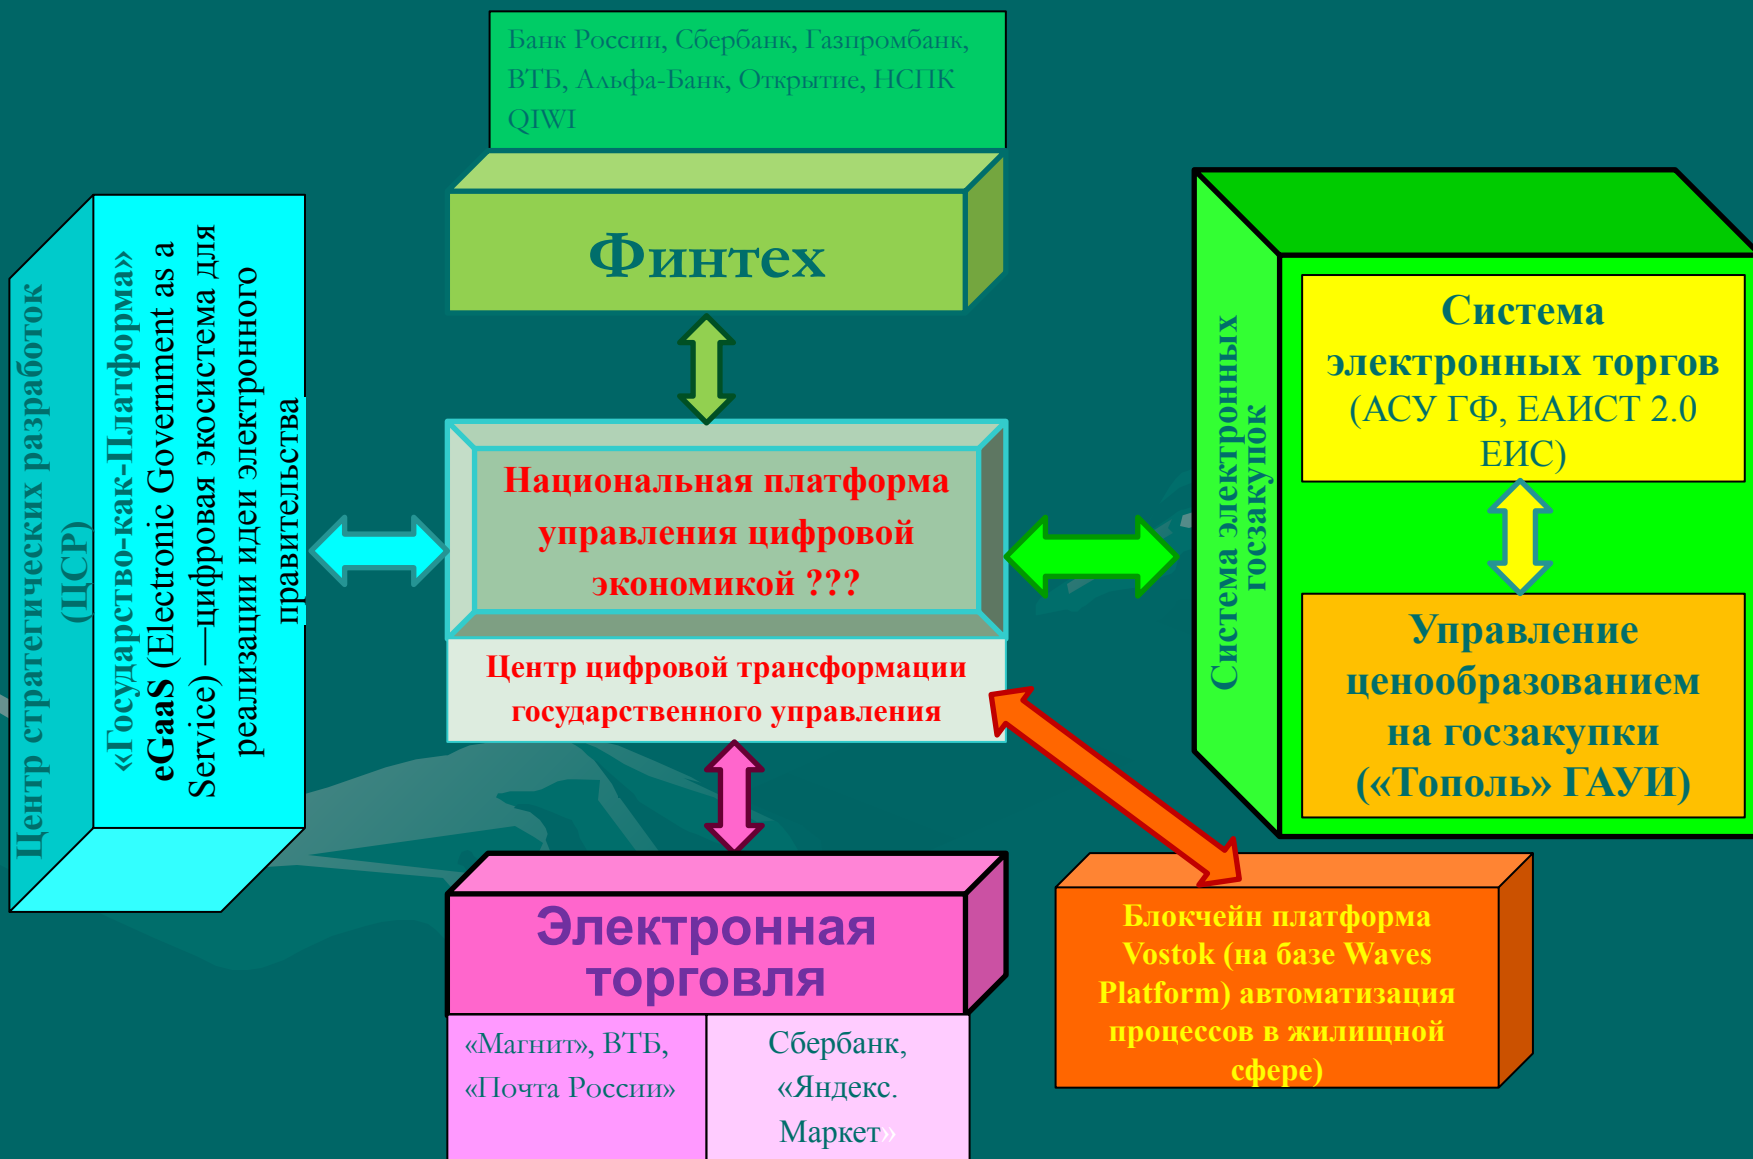 Банк России, Сбербанк, Газпромбанк,
ВТБ, Альфа-Банк, Открытие, НСПК
QIWI
Финтех
Центр стратегических разработок
(ЦСР)
«Государство-как-Платформа»
eGaaS (Electronic Government as a
Service) —цифровая экосистема для
реализации идеи электронного
правительства
Национальная платформа
управления цифровой
экономикой ???
Центр цифровой трансформации
государственного управления
Система электронных
госзакупок
Система
электронных торгов
(АСУ ГФ, ЕАИСТ 2.0
ЕИС)
Управление
ценообразованием
на госзакупки
(«Тополь» ГАУИ)
Электронная
торговля
«Магнит», ВТБ,
«Почта России»
Сбербанк,
«Яндекс.
Маркет»
Блокчейн платформа
Vostok (на базе Waves
Platform) автоматизация
процессов в жилищной
сфере)